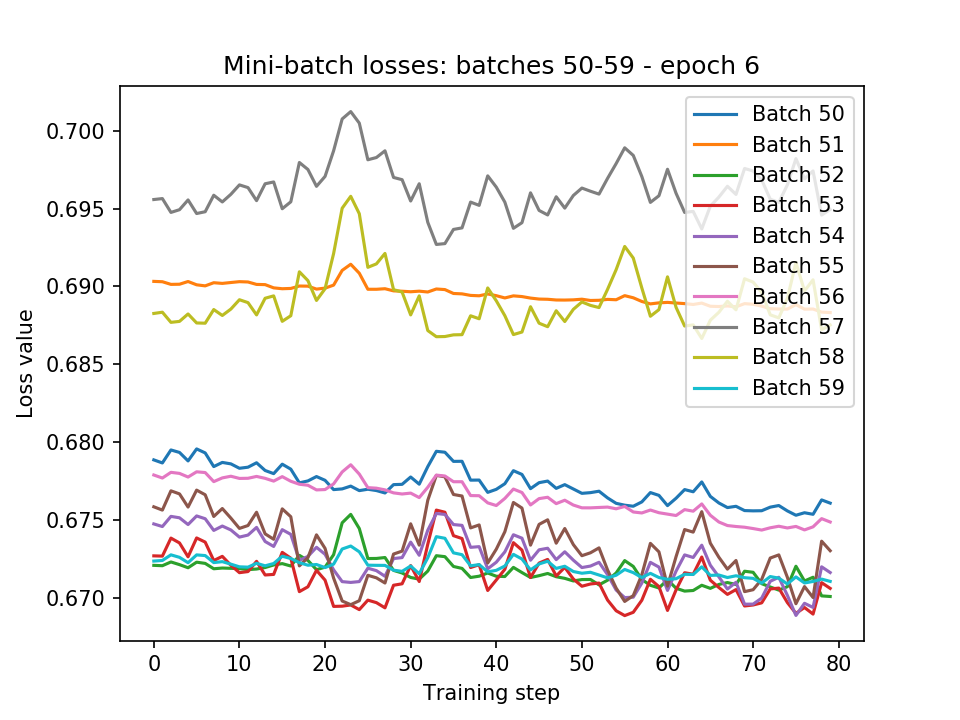 Mini-batch losses: batches 50-59 - epoch 6
Loss value
0.700
0.695
0.690
0.685
0.680
0.675
0.670
Batch 50
Batch 51
Batch 52
Batch 53
Batch 54
Batch 55
Batch 56
Batch 57
Batch 58
Batch 59
0 10 20 30 40 50 60 70 80
Training step